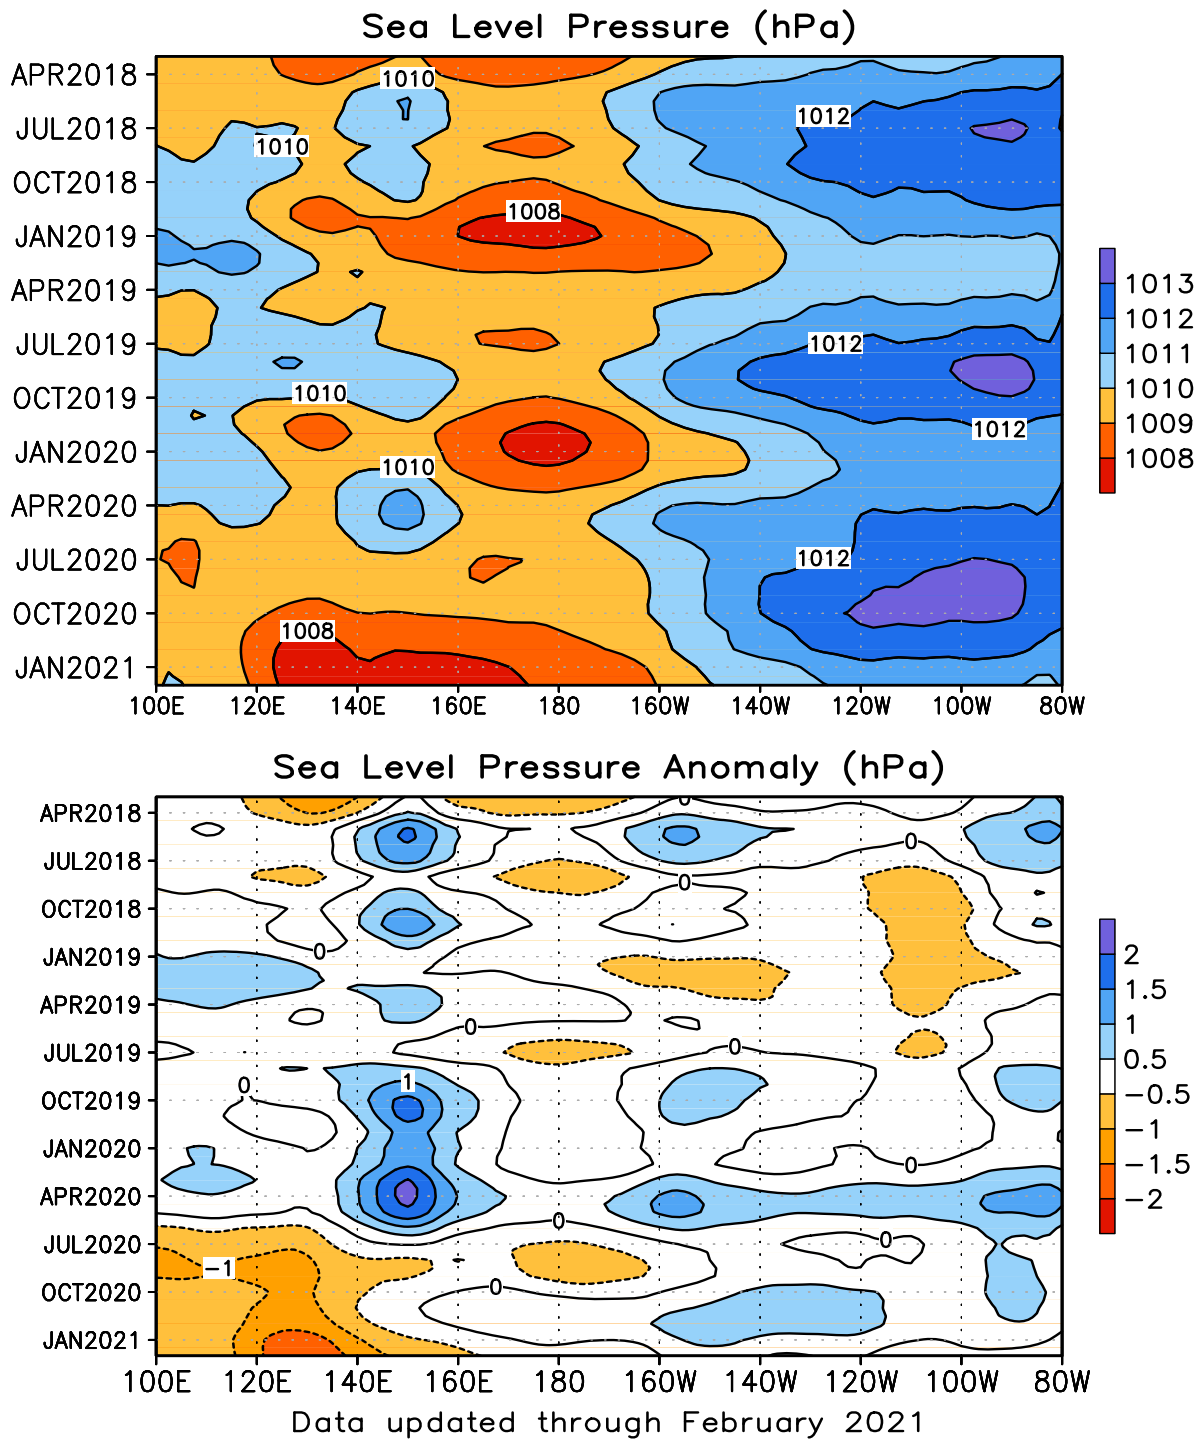 Sea Level Pressure (hPa)
APR2018
JUL2018
OCT2018
JAN2019
APR2019
JUL2019
OCT2019
JAN2020
APR2020
JUL2020
OCT2020
JAN2021
1010
1012
1010
1008
1012
1010
1012
1010
1012
1008
100E 120E 140E 160E 180 160W 140W 120W 100W 80W
1013
1012
1011
1010
1009
1008
Sea Level Pressure Anomaly (hPa)
APR2018
JUL2018
OCT2018
JAN2019
APR2019
JUL2019
OCT2019
JAN2020
APR2020
JUL2020
OCT2020
JAN2021
0
0
0
0
0
0
1
0
0
0
0
-1
0
100E 120E 140E 160E 180 160W 140W 120W 100W 80W
2
1.5
1
0.5
-0.5
-1
-1.5
-2
Data updated through February 2021